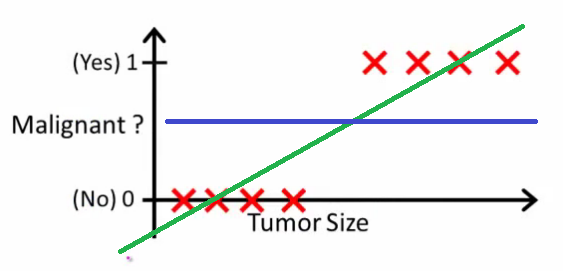 (Yes) 1
Malignant ?
(No) 0
Tumor Size